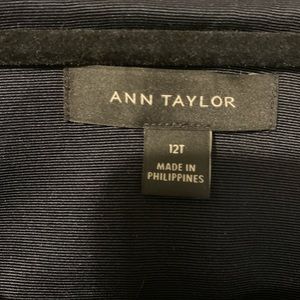 ANN TAYLOR
12T
MADE IN
PHILIPPINES